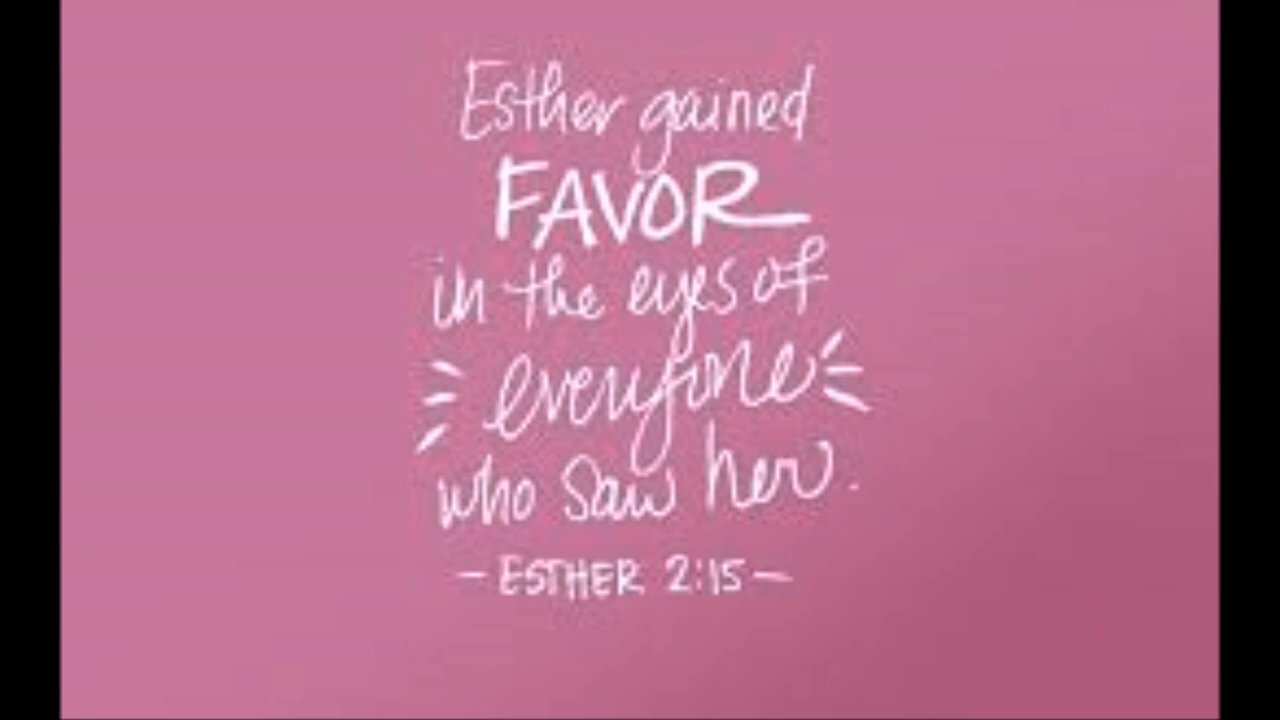 Esther gained
FAVOR
in the eyes of
everyone
who saw her.
- ESTHER 2:15 -